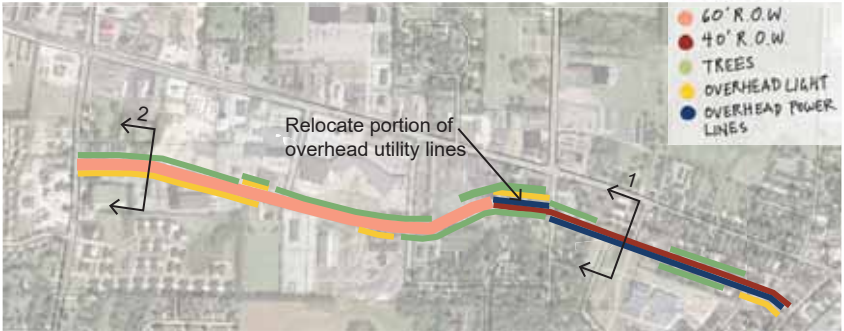 60' R.O.W.
40' R.O.W.
TREES
OVERHEAD LIGHT
OVERHEAD POWER
LINES
2
Relocate portion of
overhead utility lines
1